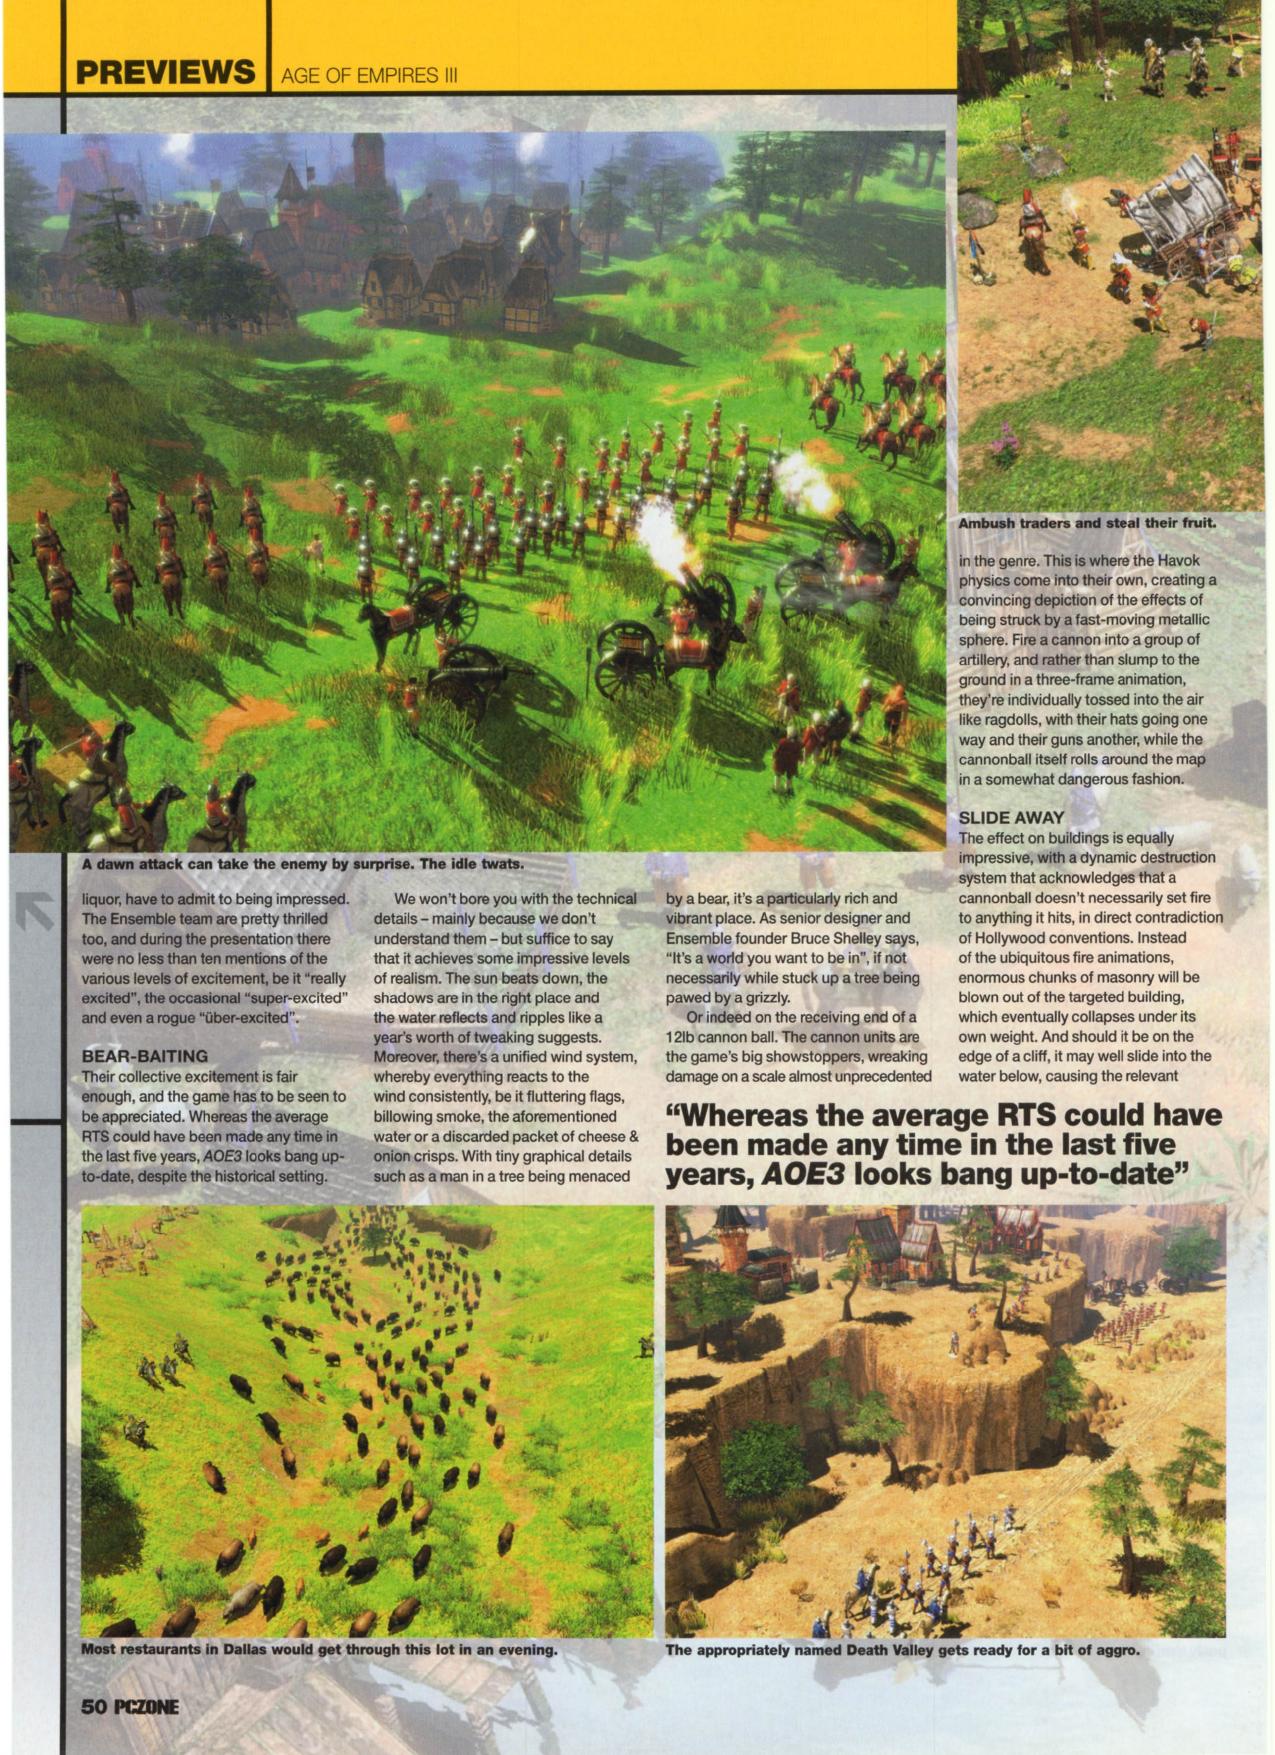 PREVIEWS
AGE OF EMPIRES III
A dawn attack can take the enemy by surprise. The idle twats.
liquor, have to admit to being impressed.
The Ensemble team are pretty thrilled
too, and during the presentation there
were no less than ten mentions of the
various levels of excitement, be it “really
excited”, the occasional “super-excited”
and even a rogue “über-excited”.
BEAR-BAITING
Their collective excitement is fair
enough, and the game has to be seen to
be appreciated. Whereas the average
RTS could have been made any time in
the last five years, AOE3 looks bang up-
to-date, despite the historical setting.
We won’t bore you with the technical
details – mainly because we don’t
understand them – but suffice to say
that it achieves some impressive levels
of realism. The sun beats down, the
shadows are in the right place and
the water reflects and ripples like a
year’s worth of tweaking suggests.
Moreover, there’s a unified wind system,
whereby everything reacts to the
wind consistently, be it fluttering flags,
billowing smoke, the aforementioned
water or a discarded packet of cheese &
onion crisps. With tiny graphical details
such as a man in a tree being menaced
by a bear, it’s a particularly rich and
vibrant place. As senior designer and
Ensemble founder Bruce Shelley says,
“It’s a world you want to be in”, if not
necessarily while stuck up a tree being
pawed by a grizzly.
Or indeed on the receiving end of a
12lb cannon ball. The cannon units are
the game’s big showstoppers, wreaking
damage on a scale almost unprecedented
Ambush traders and steal their fruit.
in the genre. This is where the Havok
physics come into their own, creating a
convincing depiction of the effects of
being struck by a fast-moving metallic
sphere. Fire a cannon into a group of
artillery, and rather than slump to the
ground in a three-frame animation,
they’re individually tossed into the air
like ragdolls, with their hats going one
way and their guns another, while the
cannonball itself rolls around the map
in a somewhat dangerous fashion.
SLIDE AWAY
The effect on buildings is equally
impressive, with a dynamic destruction
system that acknowledges that a
cannonball doesn’t necessarily set fire
to anything it hits, in direct contradiction
of Hollywood conventions. Instead
of the ubiquitous fire animations,
enormous chunks of masonry will be
blown out of the targeted building,
which eventually collapses under its
own weight. And should it be on the
edge of a cliff, it may well slide into the
water below, causing the relevant
“Whereas the average RTS could have
been made any time in the last five
years, AOE3 looks bang up-to-date”
Most restaurants in Dallas would get through this lot in an evening.
The appropriately named Death Valley gets ready for a bit of aggro.
50 PCZONE